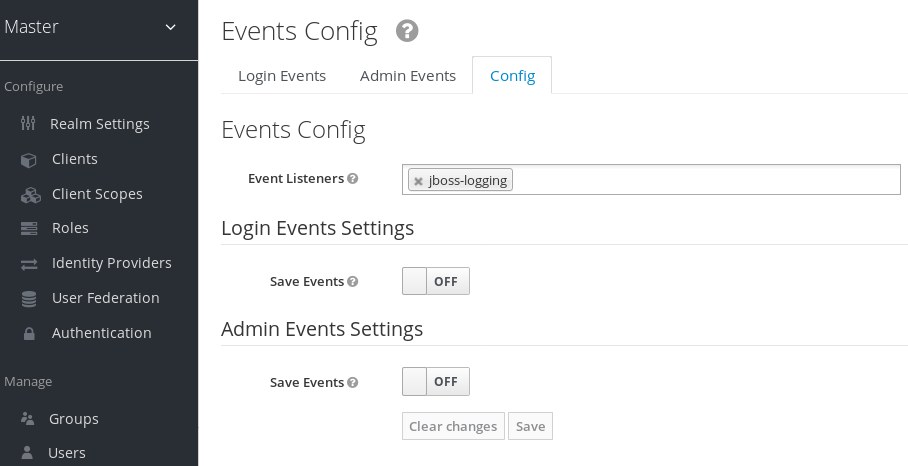 Master
Configure
Realm Settings
Clients
Client Scopes
Roles
Identity Providers
User Federation
Authentication
Manage
Groups
Users
Events Config ?
Login Events Admin Events Config
Events Config
Event Listeners ? × jboss-logging
Login Events Settings
Save Events ? OFF
Admin Events Settings
Save Events ? OFF
Clear changes Save